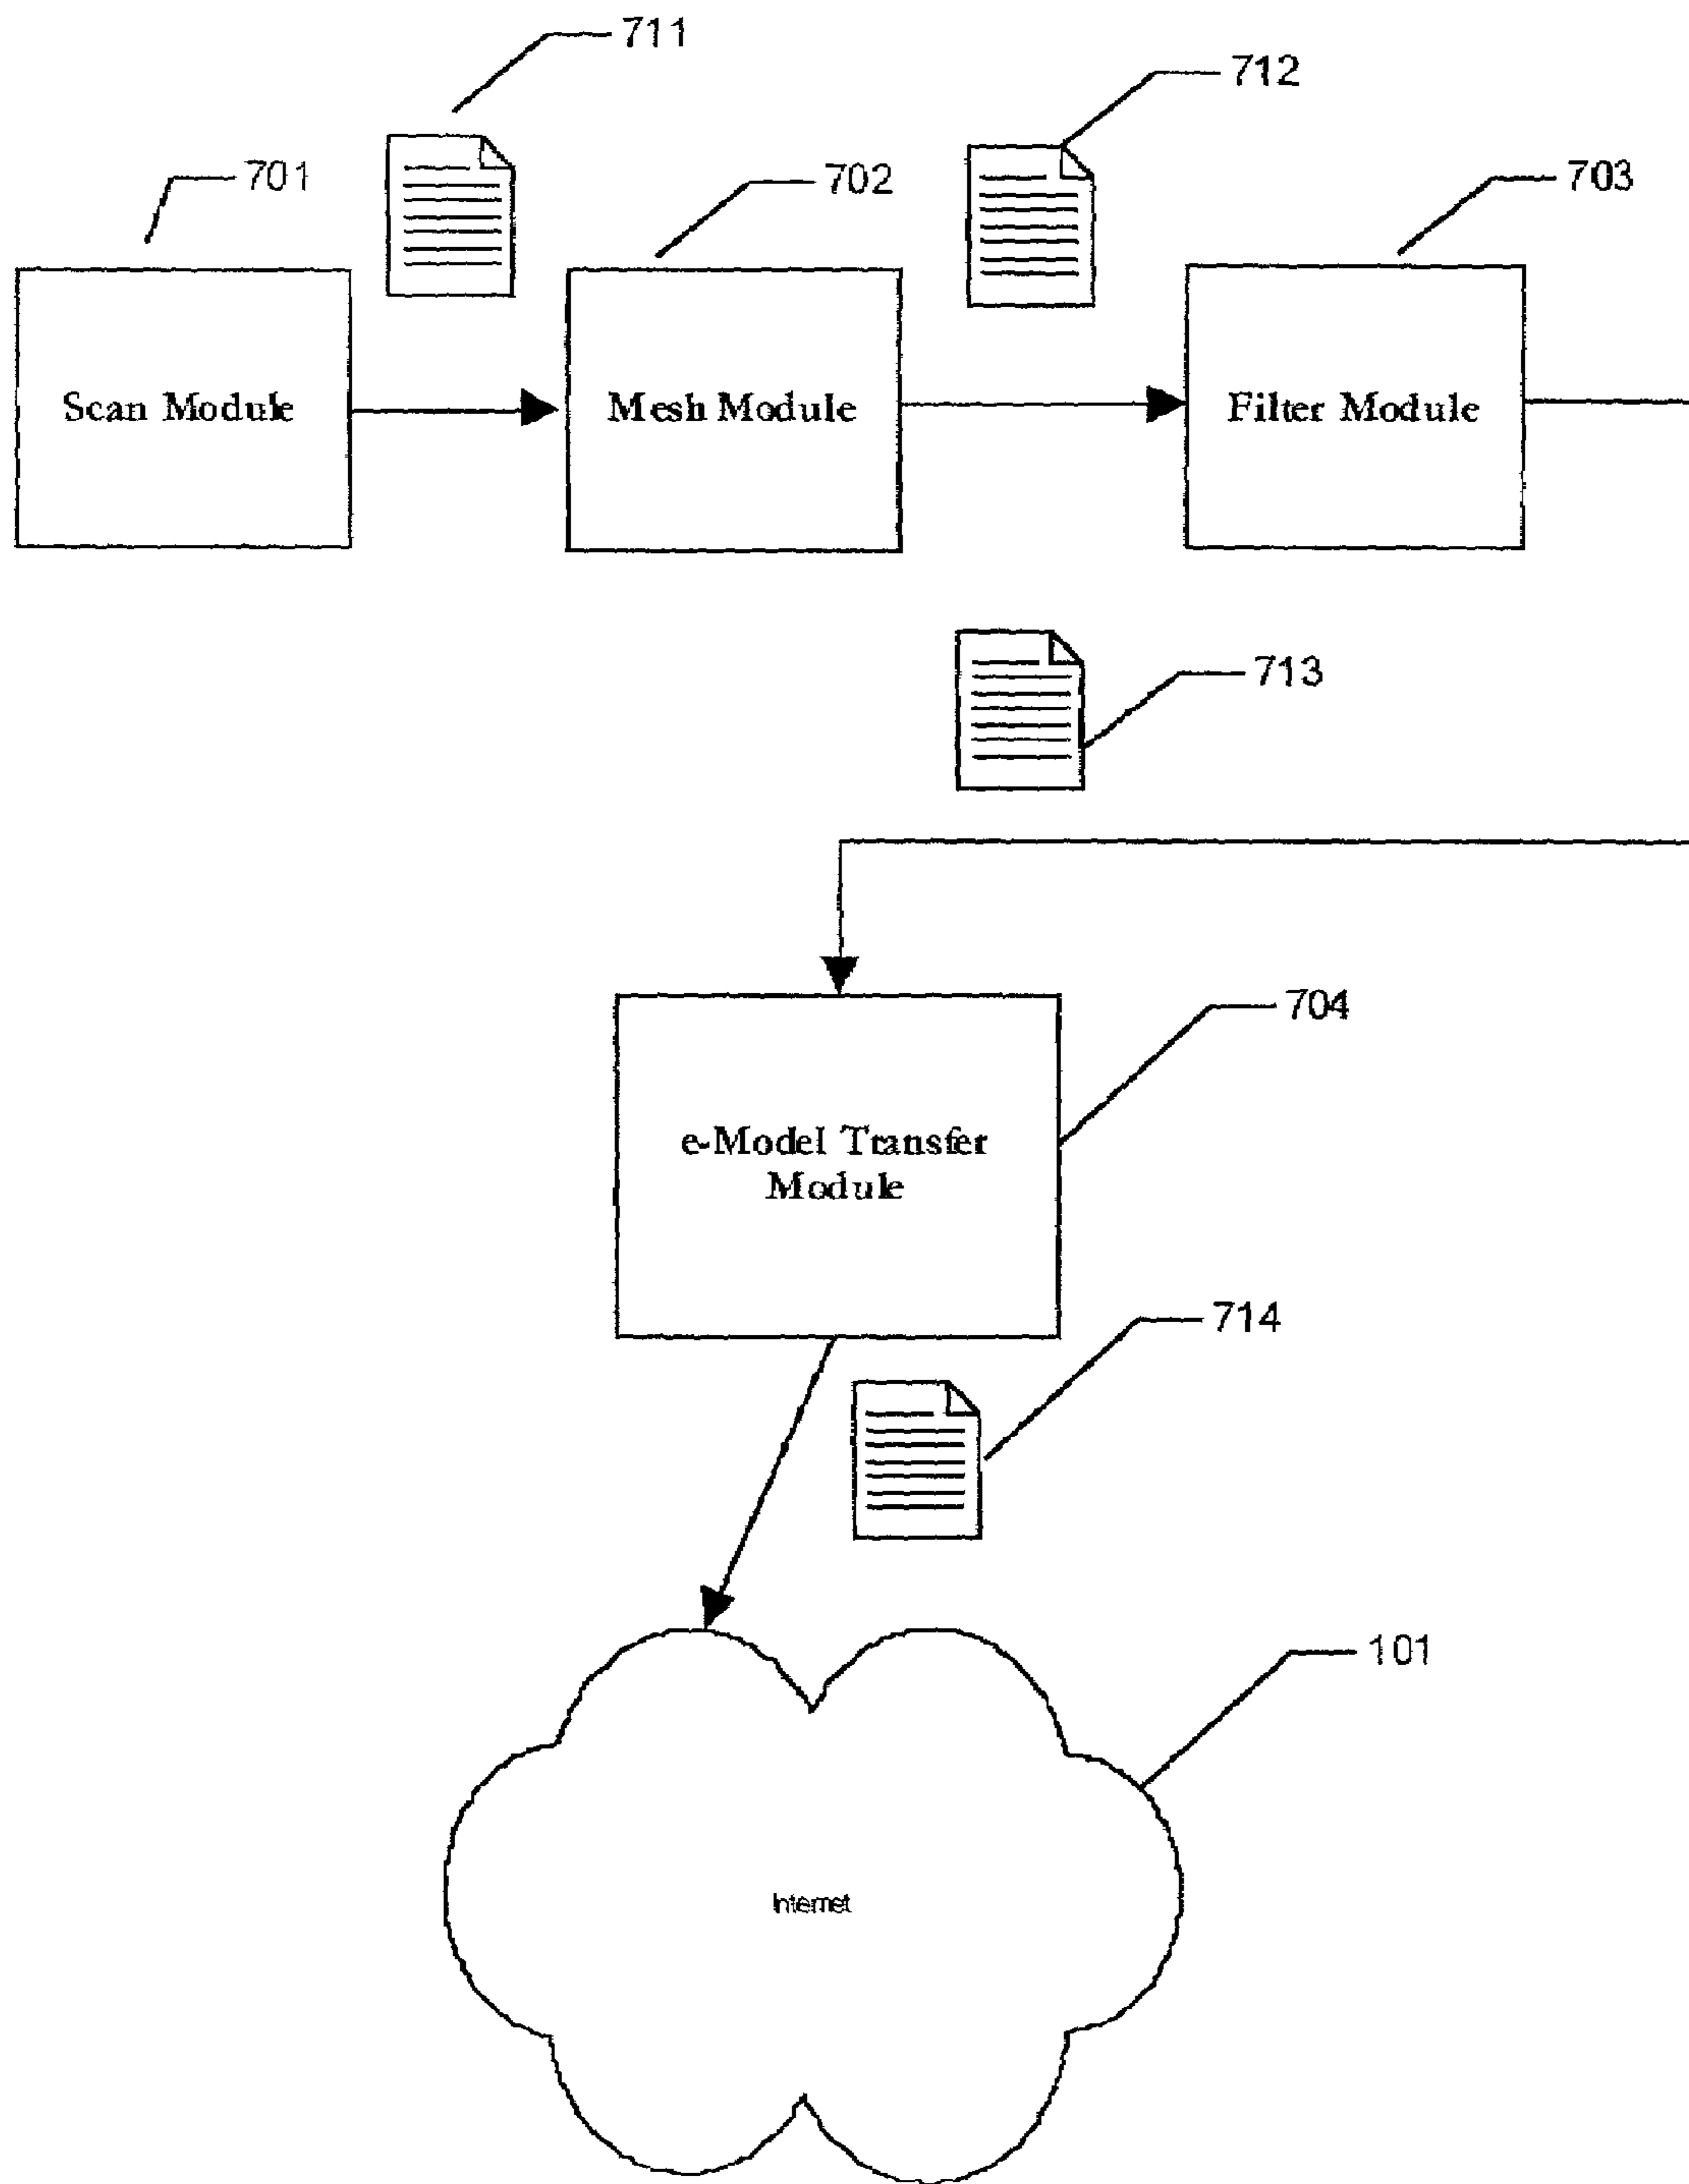 711
712
701
702
703
Scan Module
Mesh Module
Filter Module
713
704
e-Model Transfer
Module
714
101
Internet